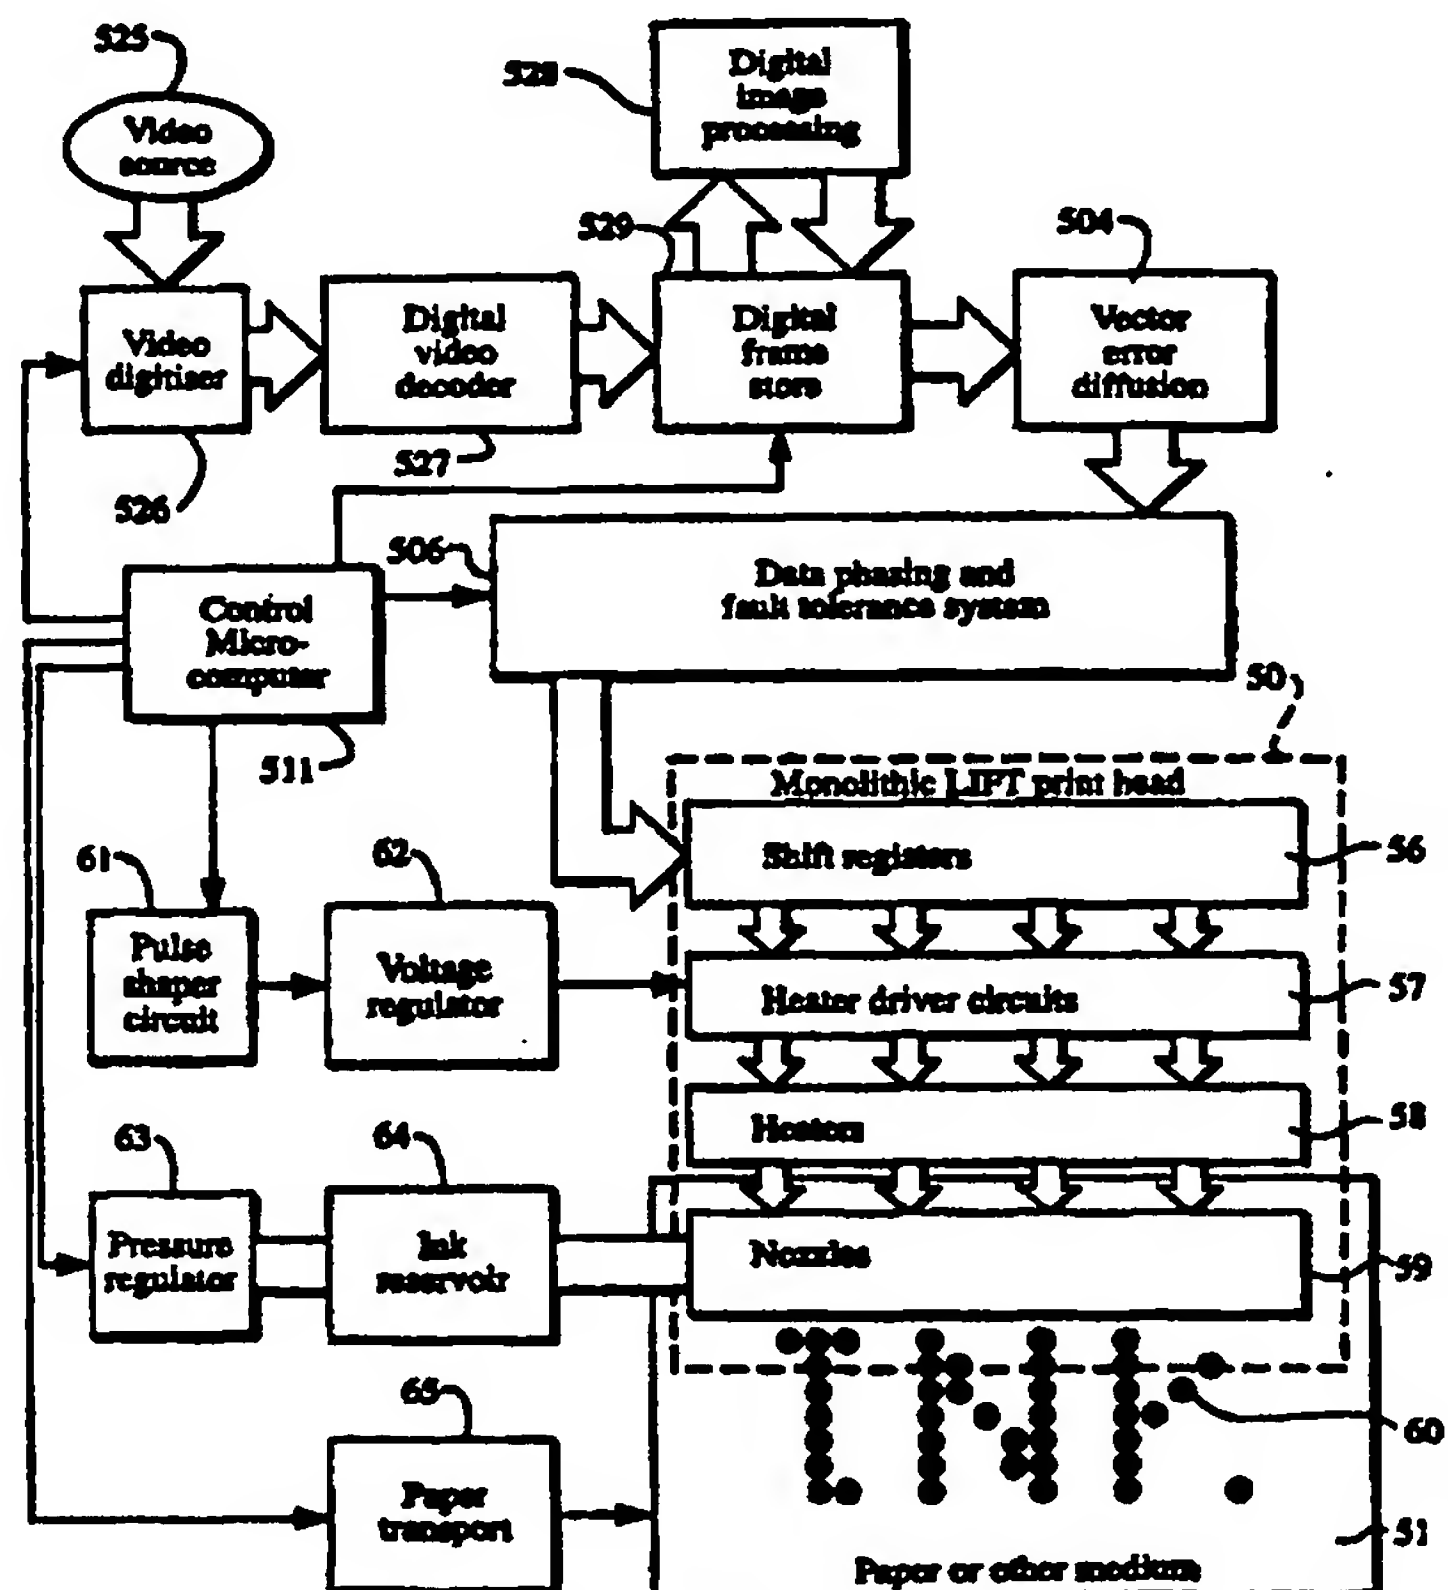 525
Video
source
528
Digital
image
processing
529
504
Video
digitiser
Digital
video
decoder
Digital
frame
store
Vector
error
diffusion
526
527
506
Control
Micro-
computer
Data phasing and
fault tolerance system
511
50
Monolithic LIFT print head
61
62
Shift registers
56
Pulse
shaper
circuit
Voltage
regulator
Heater driver circuits
57
63
64
Heaters
58
Pressure
regulator
Ink
reservoir
Nozzles
59
65
60
Paper
transport
51
Paper or other medium